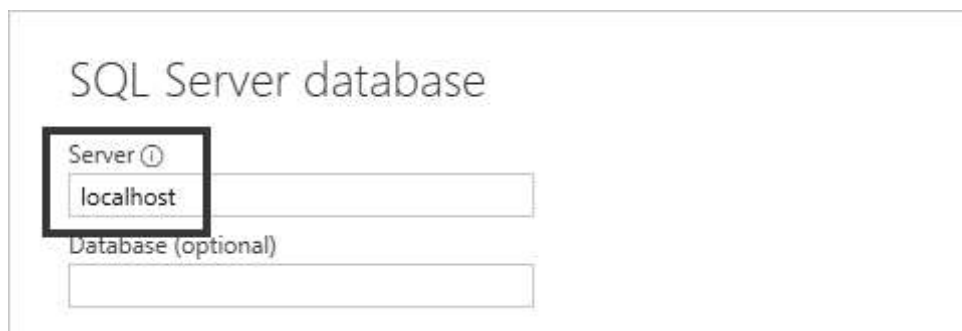 SQL Server database
Server ⓘ
localhost
Database (optional)